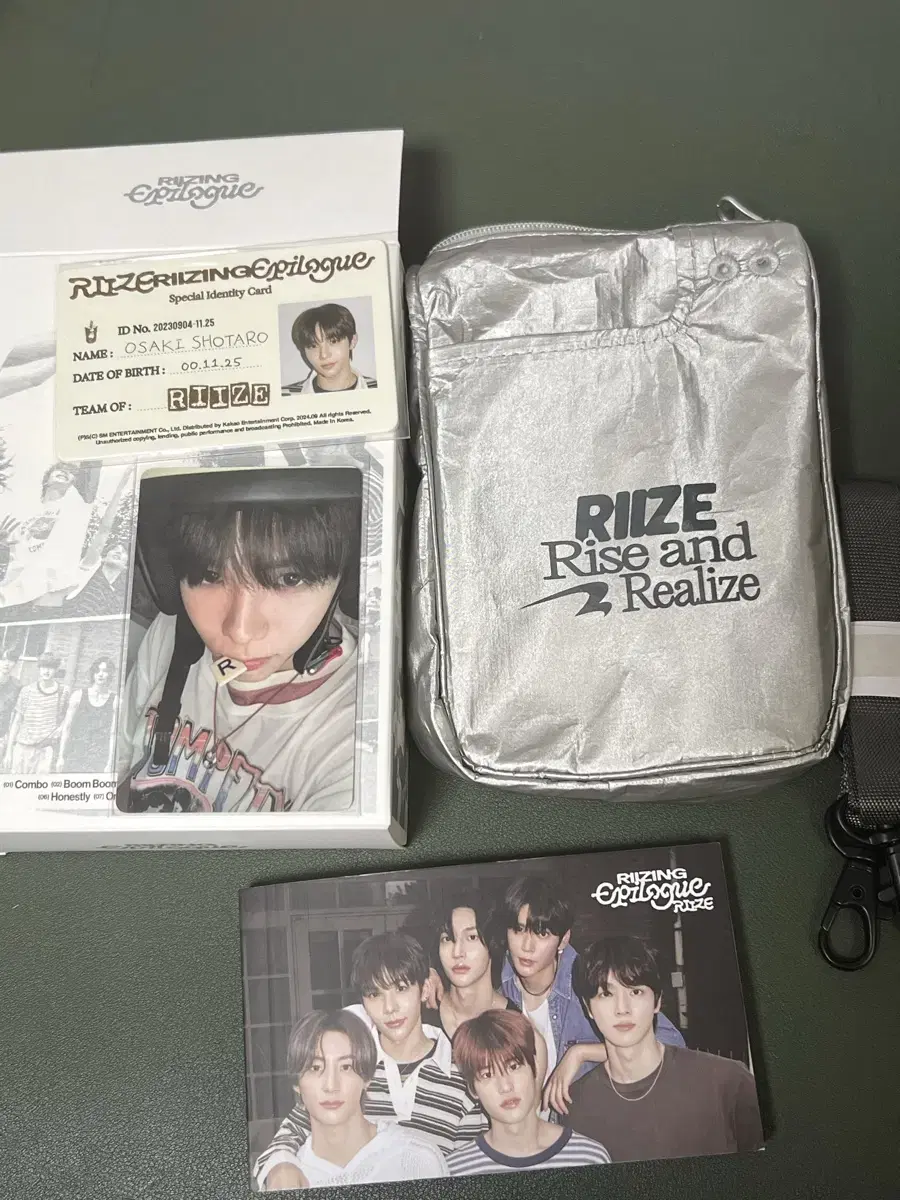 RIIZING
Epilogue
RIIZE RIIZING Epilogue
Special Identity Card
ID No. 20230904-11.25
NAME : OSAKI SHOTARO
DATE OF BIRTH : 00.11.25
TEAM OF : RIIZE
(P)&(C) SM ENTERTAINMENT Co., Ltd. Distributed by Kakao Entertainment Corp. 2024.06 All rights Reserved.
Unauthorized copying, lending, public performance and broadcasting Prohibited. Made in Korea.
R
(01) Combo (02) Boom Boom
(06) Honestly (07)
Epilogue
RIIZE
Rise and
Realize
RIIZING
Epilogue
RIIZE